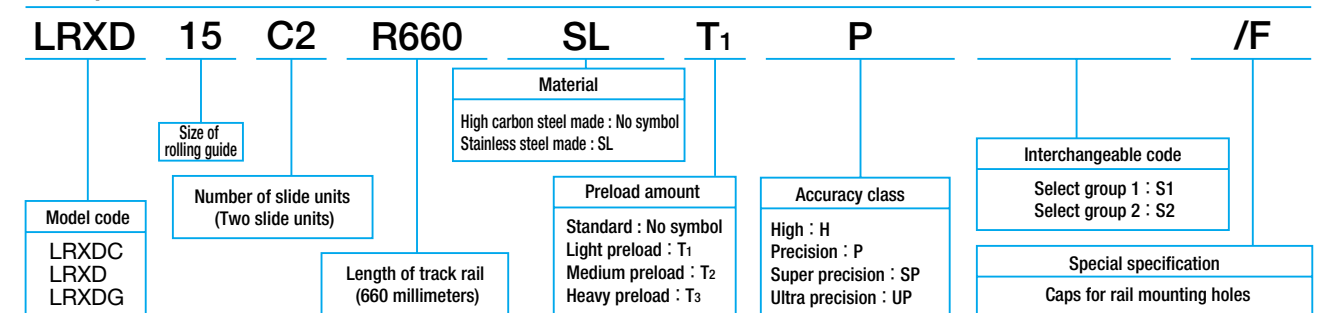 LRXD 15 C2 R660 SL T1 P /F
Material
High carbon steel made : No symbol
Stainless steel made : SL
Size of
rolling guide
Interchangeable code
Select group 1 : S1
Select group 2 : S2
Number of slide units
(Two slide units)
Preload amount
Standard : No symbol
Light preload : T1
Medium preload : T2
Heavy preload : T3
Accuracy class
High : H
Precision : P
Super precision : SP
Ultra precision : UP
Model code
LRXDC
LRXD
LRXDG
Length of track rail
(660 millimeters)
Special specification
Caps for rail mounting holes